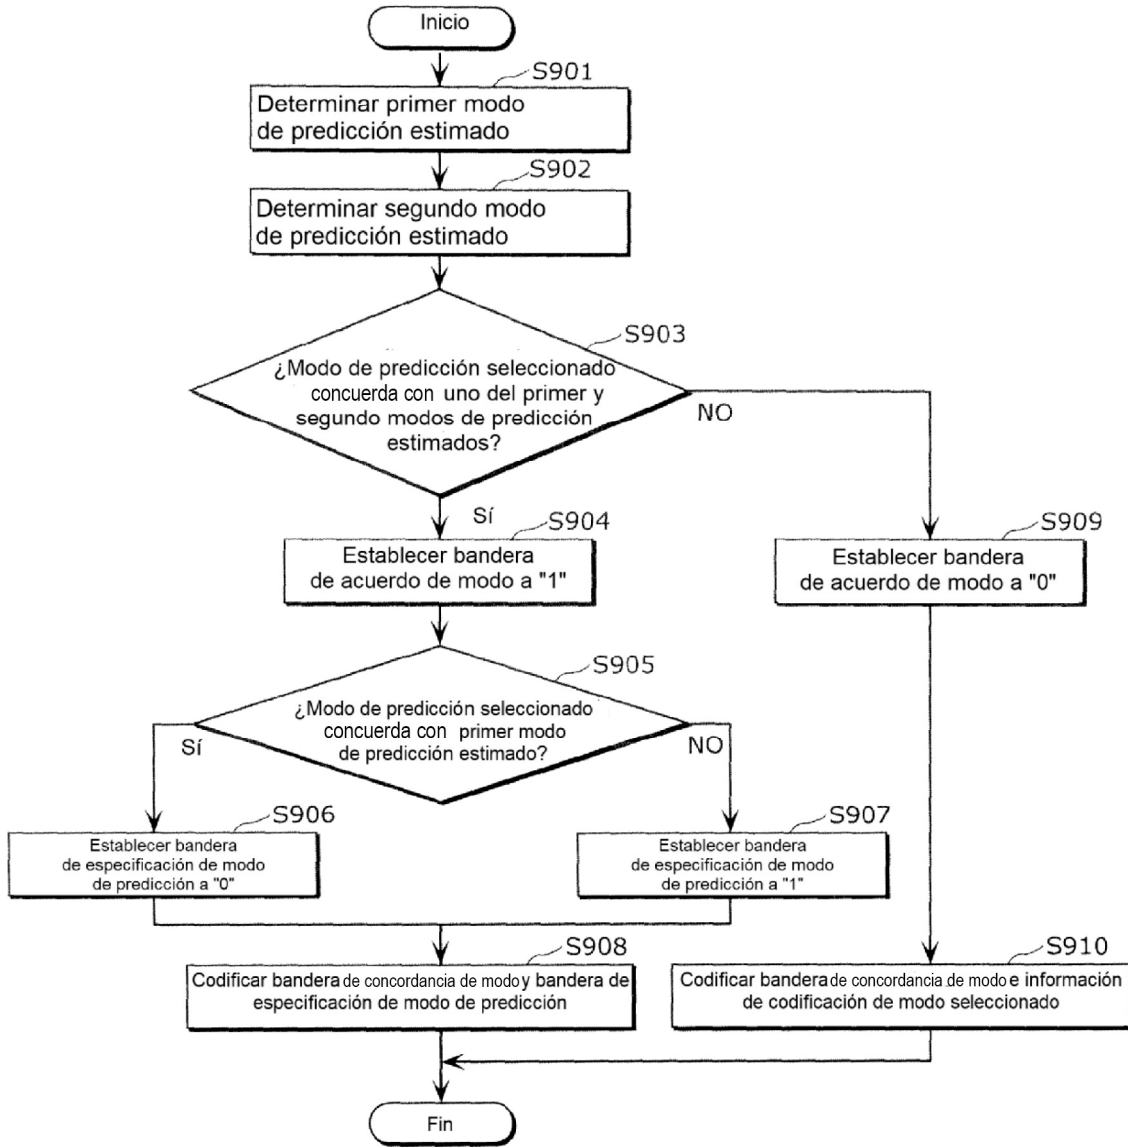 Inicio
S901
Determinar primer modo
de predicción estimado
S902
Determinar segundo modo
de predicción estimado
S903
¿Modo de predicción seleccionado
concuerda con uno del primer y
segundo modos de predicción
estimados?
NO
Sí
S904
Establecer bandera
de acuerdo de modo a "1"
S909
Establecer bandera
de acuerdo de modo a "0"
S905
¿Modo de predicción seleccionado
concuerda con primer modo
de predicción estimado?
Sí
NO
S906
Establecer bandera
de especificación de modo
de predicción a "0"
S907
Establecer bandera
de especificación de modo
de predicción a "1"
S908
Codificar bandera de concordancia de modo y bandera de
especificación de modo de predicción
S910
Codificar bandera de concordancia de modo e información
de codificación de modo seleccionado
Fin